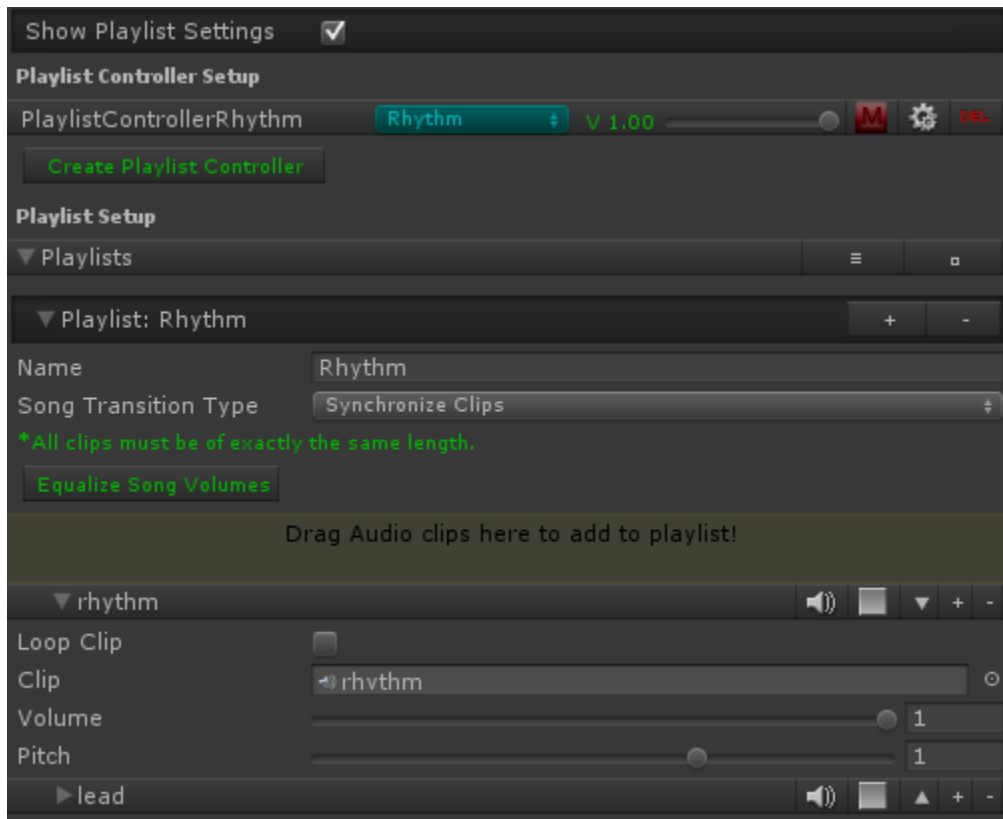 Show Playlist Settings
Playlist Controller Setup
PlaylistControllerRhythm Rhythm V 1.00 M DEL
Create Playlist Controller
Playlist Setup
Playlists
Playlist: Rhythm + -
Name Rhythm
Song Transition Type Synchronize Clips
*All clips must be of exactly the same length.
Equalize Song Volumes
Drag Audio clips here to add to playlist!
rhythm + -
Loop Clip
Clip rhythm
Volume 1
Pitch 1
lead + -